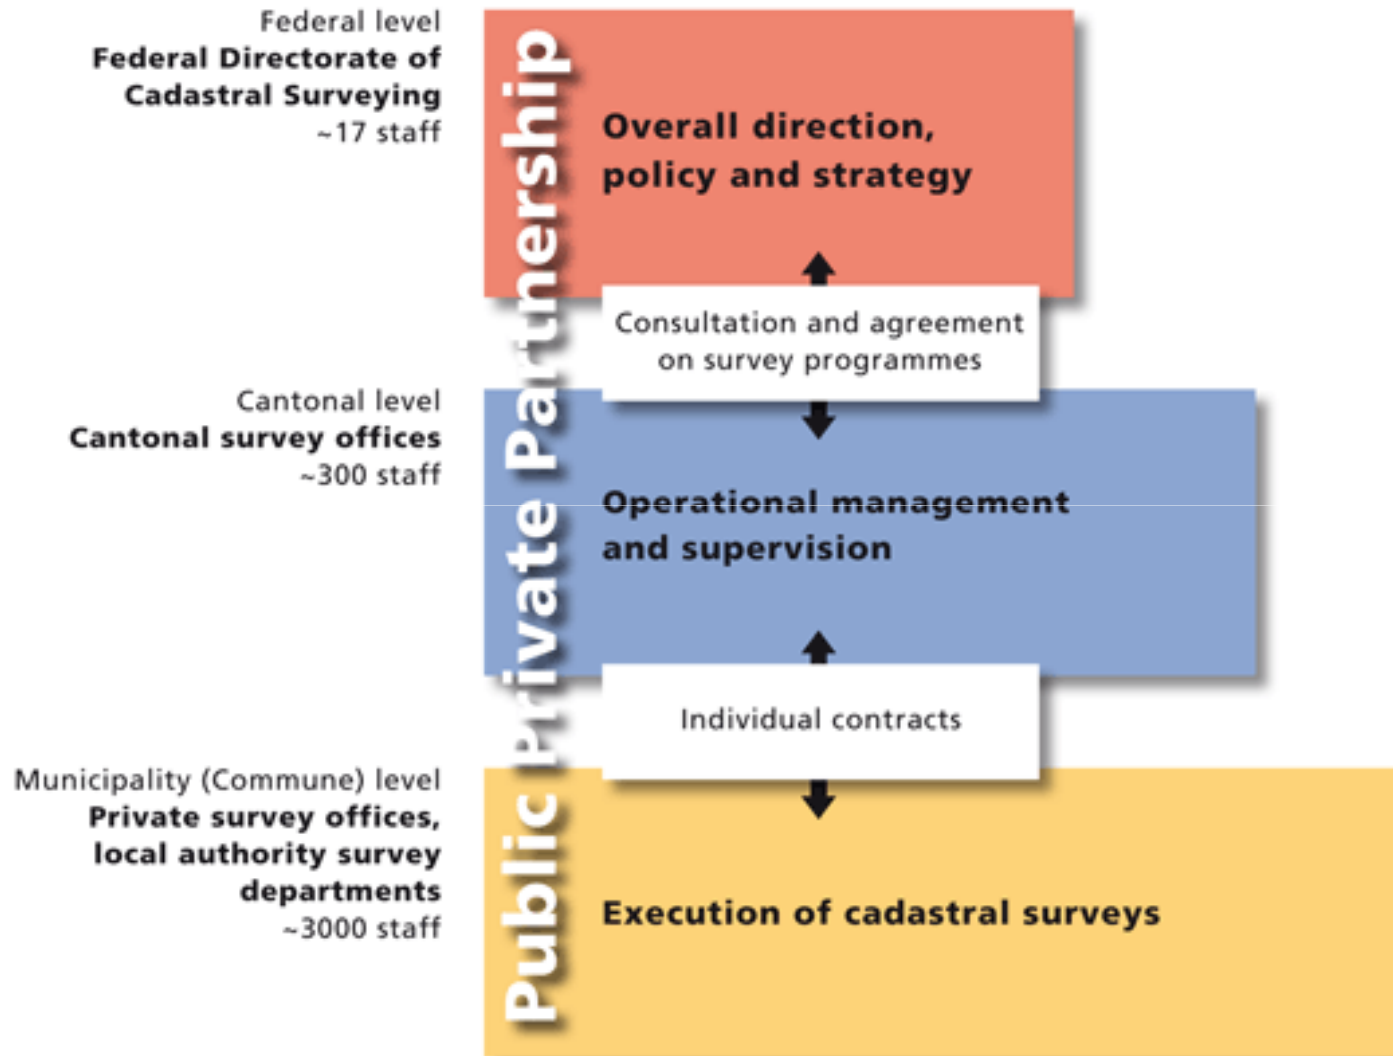 Federal level
Federal Directorate of
Cadastral Surveying
~17 staff
Overall direction,
policy and strategy
Consultation and agreement
on survey programmes
Cantonal level
Cantonal survey offices
~300 staff
Operational management
and supervision
Individual contracts
Municipality (Commune) level
Private survey offices,
local authority survey
departments
~3000 staff
Execution of cadastral surveys
Public Private Partnership